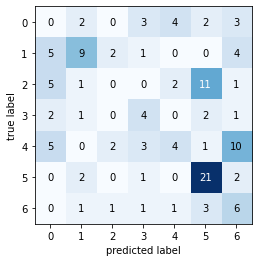 0 0 2 0 3 4 2 3
1 5 9 2 1 0 0 4
2 5 1 0 0 2 11 1
3 2 1 0 4 0 2 1
4 5 0 2 3 4 1 10
5 0 2 0 1 0 21 2
6 0 1 1 1 1 3 6
0 1 2 3 4 5 6
true label
predicted label